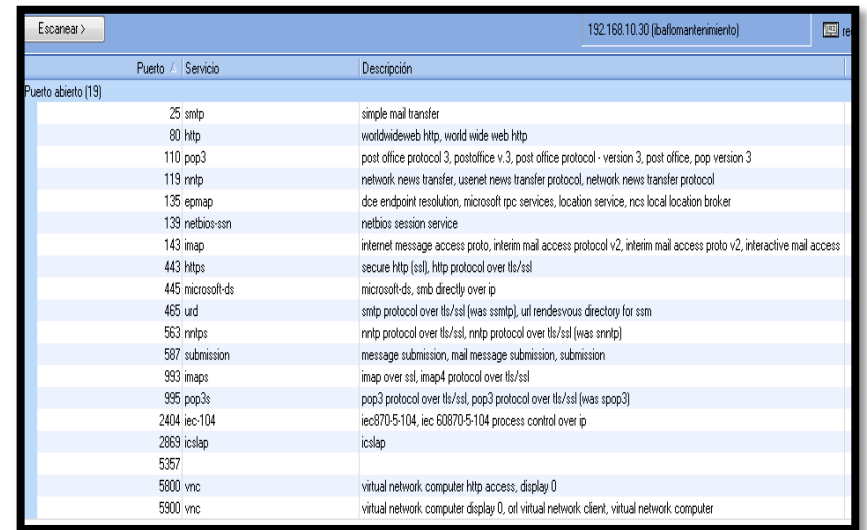 Escanear >
192.168.10.30 (ibaflomantenimiento)
re
Puerto Servicio Descripción
Puerto abierto (19)
25 smtp simple mail transfer
80 http worldwideweb http, world wide web http
110 pop3 post office protocol 3, postoffice v.3, post office protocol - version 3, post office, pop version 3
119 nntp network news transfer, usenet news transfer protocol, network news transfer protocol
135 epmap dce endpoint resolution, microsoft rpc services, location service, ncs local location broker
139 netbios-ssn netbios session service
143 imap internet message access proto, interim mail access protocol v2, interim mail access proto v2, interactive mail access
443 https secure http (ssl), http protocol over tls/ssl
445 microsoft-ds microsoft-ds, smb directly over ip
465 urd smtp protocol over tls/ssl (was ssmtp), url rendesvous directory for ssm
563 nntps nntp protocol over tls/ssl, nntp protocol over tls/ssl (was snntp)
587 submission message submission, mail message submission, submission
993 imaps imap over ssl, imap4 protocol over tls/ssl
995 pop3s pop3 protocol over tls/ssl, pop3 protocol over tls/ssl (was spop3)
2404 iec-104 iec870-5-104, iec 60870-5-104 process control over ip
2869 icslap icslap
5357
5800 vnc virtual network computer http access, display 0
5900 vnc virtual network computer display 0, orl virtual network client, virtual network computer